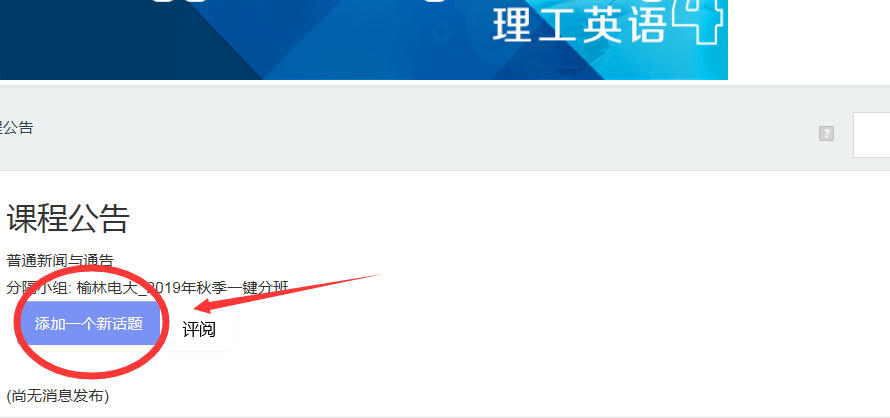 理工英语4
程公告
?
课程公告
普通新闻与通告
分隔小组: 榆林电大_2019年秋季一键分班
添加一个新话题
评阅
(尚无消息发布)